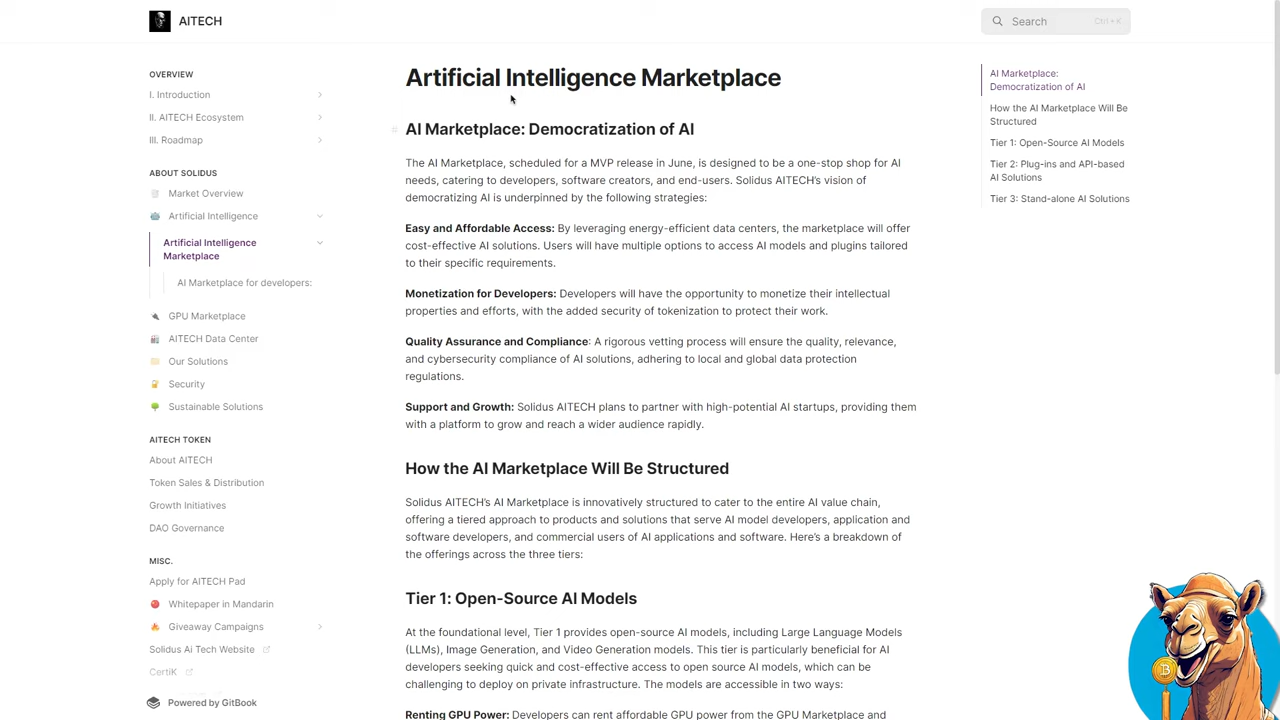 AITECH
Search
Ctrl+K
OVERVIEW
I. Introduction
II. AITECH Ecosystem
III. Roadmap
ABOUT SOLIDUS
Market Overview
Artificial Intelligence
Artificial Intelligence
Marketplace
AI Marketplace for developers:
GPU Marketplace
AITECH Data Center
Our Solutions
Security
Sustainable Solutions
AITECH TOKEN
About AITECH
Token Sales & Distribution
Growth Initiatives
DAO Governance
MISC.
Apply for AITECH Pad
Whitepaper in Mandarin
Giveaway Campaigns
Solidus Ai Tech Website
CertiK
Powered by GitBook
Artificial Intelligence Marketplace
# AI Marketplace: Democratization of AI
The AI Marketplace, scheduled for a MVP release in June, is designed to be a one-stop shop for AI
needs, catering to developers, software creators, and end-users. Solidus AITECH's vision of
democratizing AI is underpinned by the following strategies:
Easy and Affordable Access: By leveraging energy-efficient data centers, the marketplace will offer
cost-effective AI solutions. Users will have multiple options to access AI models and plugins tailored
to their specific requirements.
Monetization for Developers: Developers will have the opportunity to monetize their intellectual
properties and efforts, with the added security of tokenization to protect their work.
Quality Assurance and Compliance: A rigorous vetting process will ensure the quality, relevance,
and cybersecurity compliance of AI solutions, adhering to local and global data protection
regulations.
Support and Growth: Solidus AITECH plans to partner with high-potential AI startups, providing them
with a platform to grow and reach a wider audience rapidly.
How the AI Marketplace Will Be Structured
Solidus AITECH's AI Marketplace is innovatively structured to cater to the entire AI value chain,
offering a tiered approach to products and solutions that serve AI model developers, application and
software developers, and commercial users of AI applications and software. Here's a breakdown of
the offerings across the three tiers:
Tier 1: Open-Source AI Models
At the foundational level, Tier 1 provides open-source AI models, including Large Language Models
(LLMs), Image Generation, and Video Generation models. This tier is particularly beneficial for AI
developers seeking quick and cost-effective access to open source AI models, which can be
challenging to deploy on private infrastructure. The models are accessible in two ways:
Renting GPU Power: Developers can rent affordable GPU power from the GPU Marketplace and
AI Marketplace:
Democratization of AI
How the AI Marketplace Will Be
Structured
Tier 1: Open-Source AI Models
Tier 2: Plug-ins and API-based
AI Solutions
Tier 3: Stand-alone AI Solutions